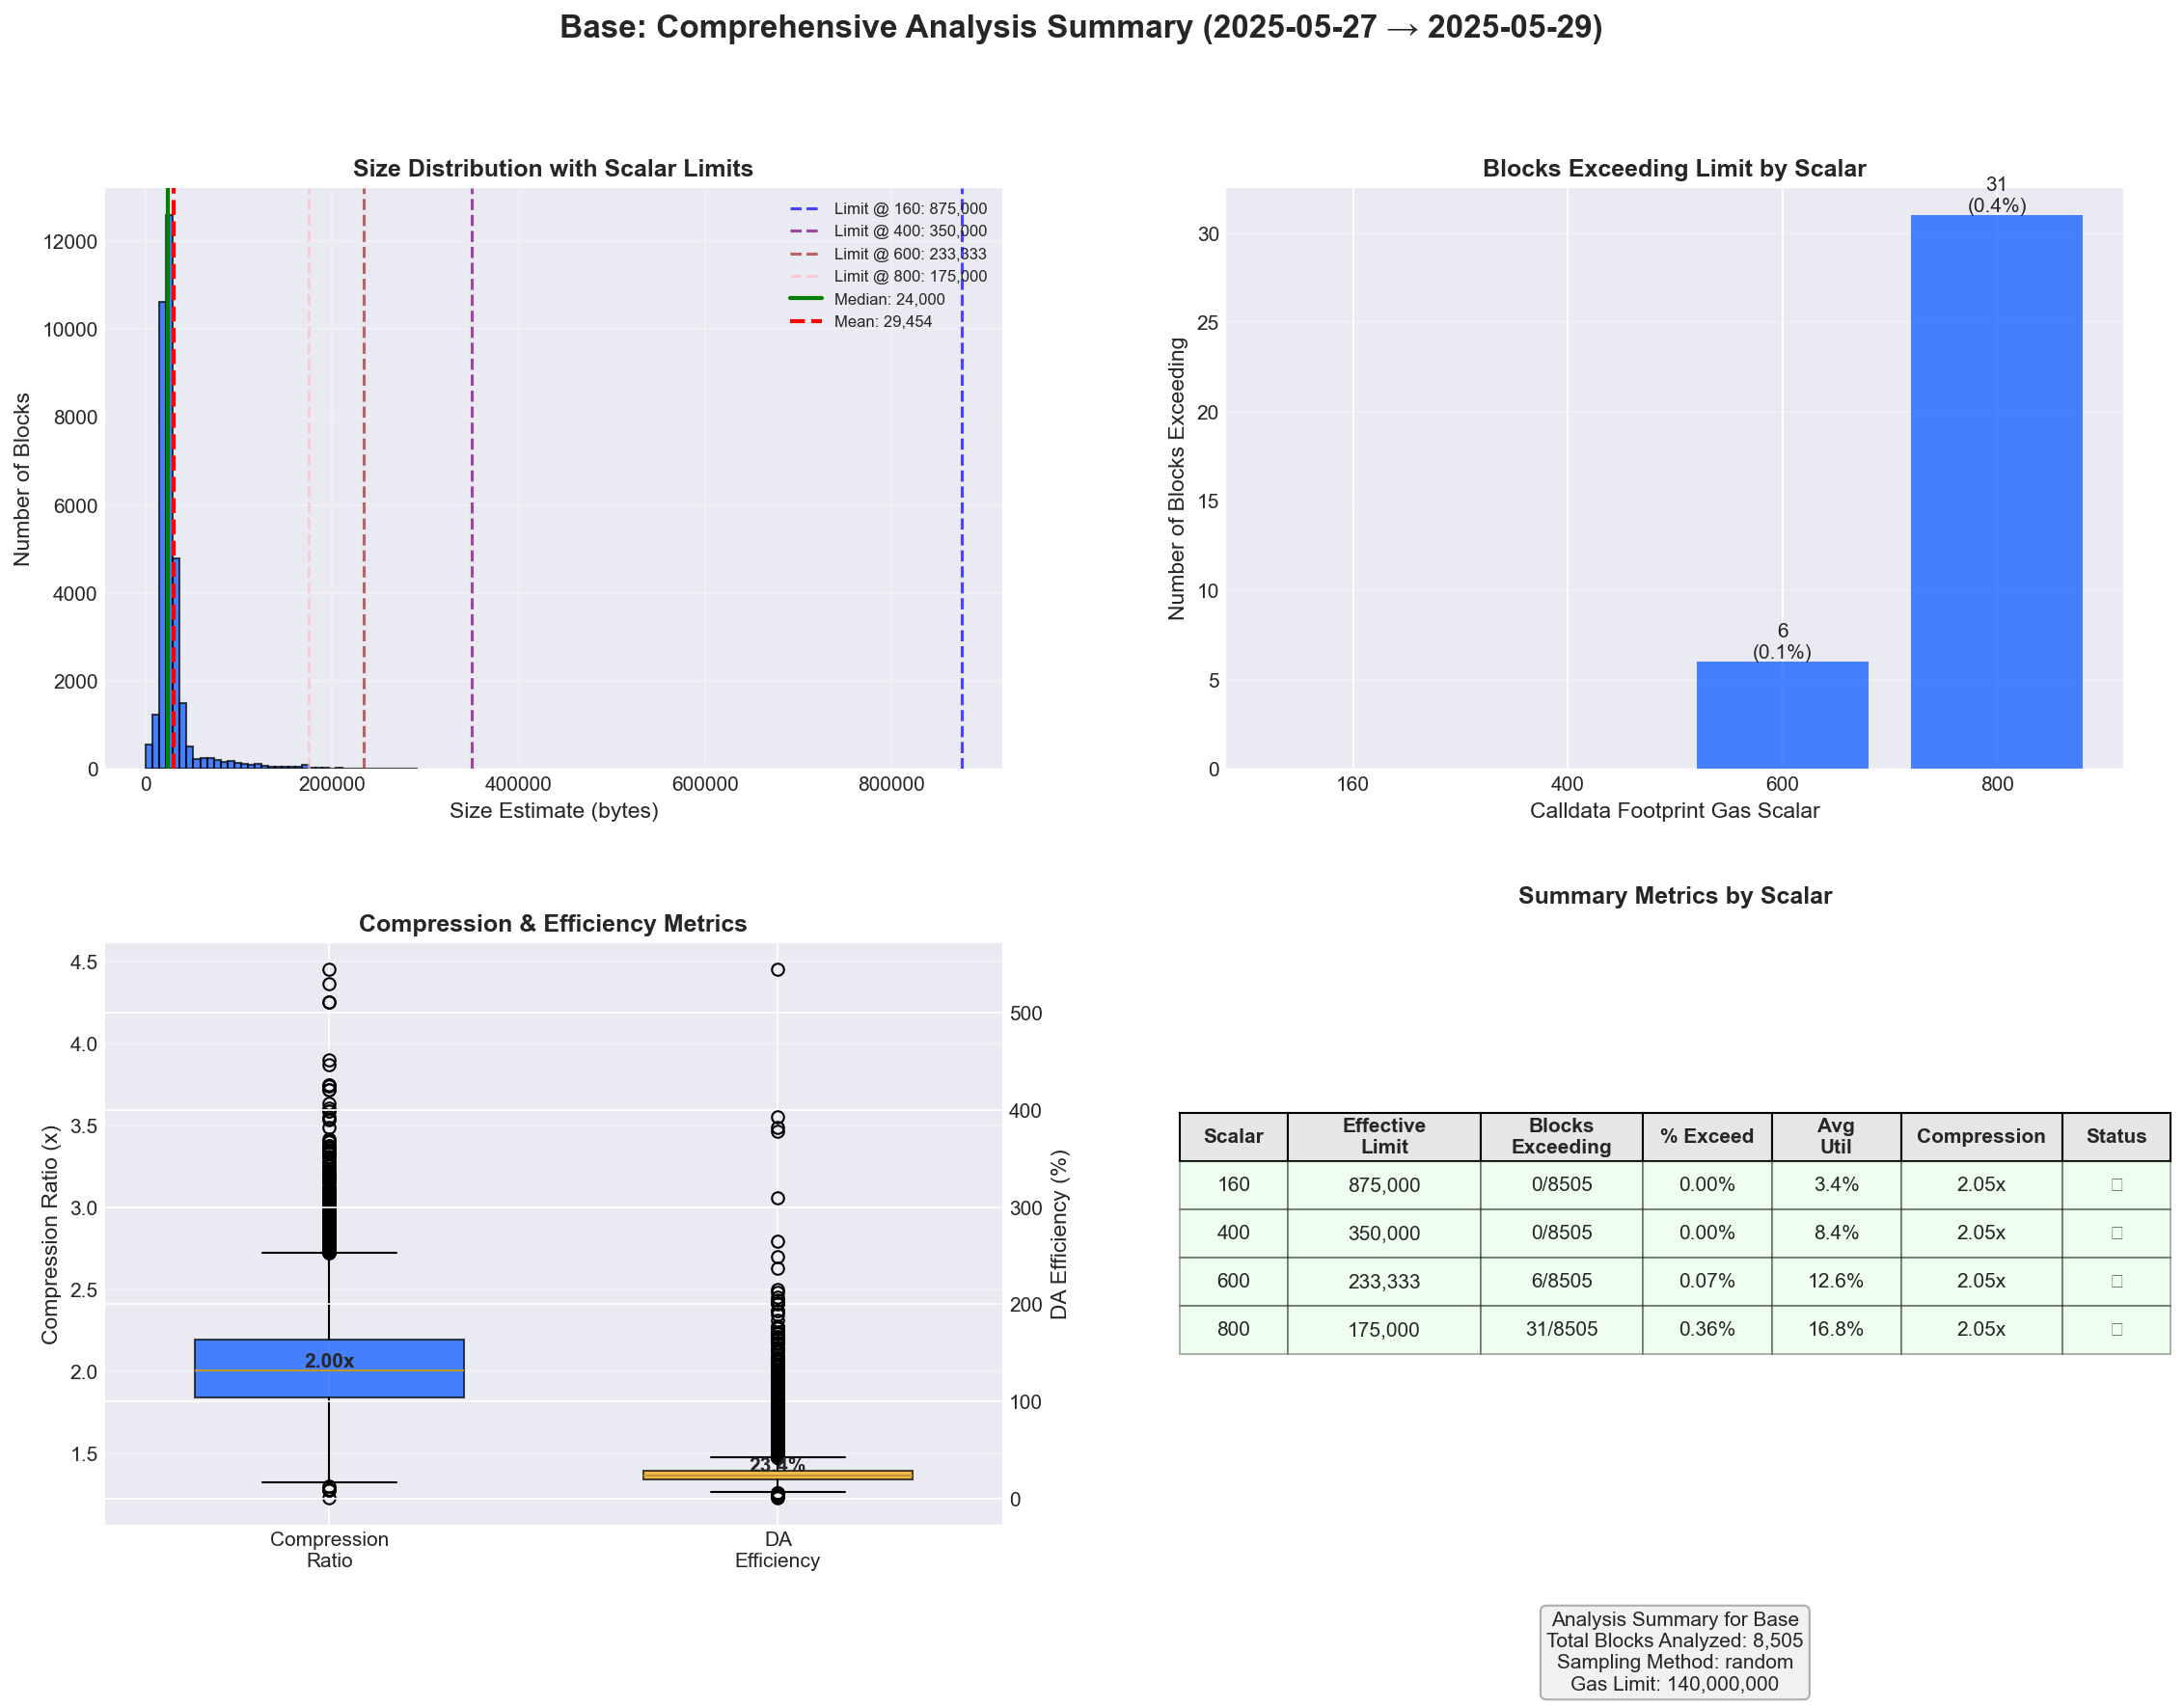 Base: Comprehensive Analysis Summary (2025-05-27 → 2025-05-29)
Size Distribution with Scalar Limits
Number of Blocks
12000
10000
8000
6000
4000
2000
0
Limit @ 160: 875,000
Limit @ 400: 350,000
Limit @ 600: 233,333
Limit @ 800: 175,000
Median: 24,000
Mean: 29,454
0 200000 400000 600000 800000
Size Estimate (bytes)
Blocks Exceeding Limit by Scalar
Number of Blocks Exceeding
30
25
20
15
10
5
0
31
(0.4%)
6
(0.1%)
160 400 600 800
Calldata Footprint Gas Scalar
Compression & Efficiency Metrics
Compression Ratio (x)
4.5
4.0
3.5
3.0
2.5
2.0
1.5
2.00x
23.4%
500
400
300
200
100
0
DA Efficiency (%)
Compression
Ratio
DA
Efficiency
Summary Metrics by Scalar
Scalar Effective Limit Blocks Exceeding % Exceed Avg Util Compression Status
160 875,000 0/8505 0.00% 3.4% 2.05x
400 350,000 0/8505 0.00% 8.4% 2.05x
600 233,333 6/8505 0.07% 12.6% 2.05x
800 175,000 31/8505 0.36% 16.8% 2.05x
Analysis Summary for Base
Total Blocks Analyzed: 8,505
Sampling Method: random
Gas Limit: 140,000,000